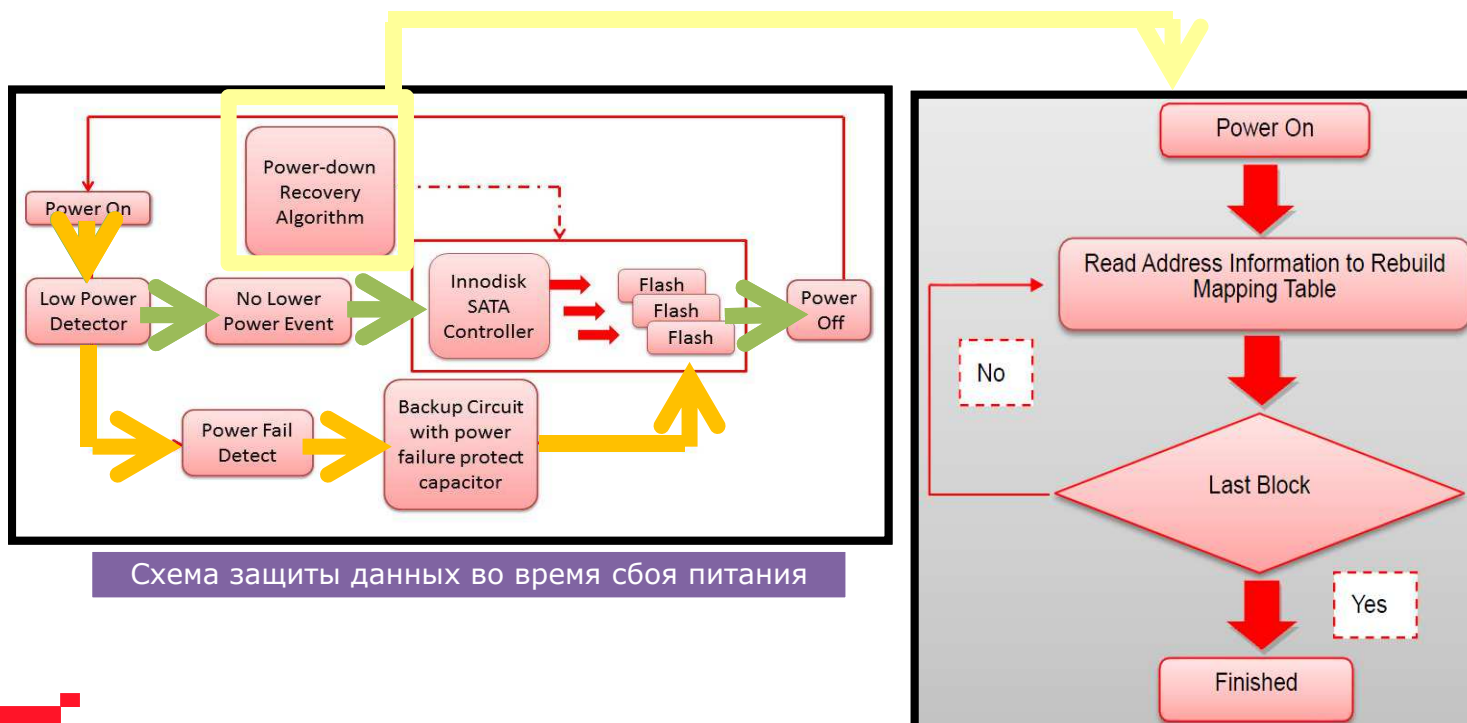 Power-down
Recovery
Algorithm
Power On
Low Power
Detector
No Lower
Power Event
Innodisk
SATA
Controller
Flash
Flash
Flash
Power
Off
Power Fail
Detect
Backup Circuit
with power
failure protect
capacitor
Схема защиты данных во время сбоя питания
Power On
Read Address Information to Rebuild
Mapping Table
No
Last Block
Yes
Finished